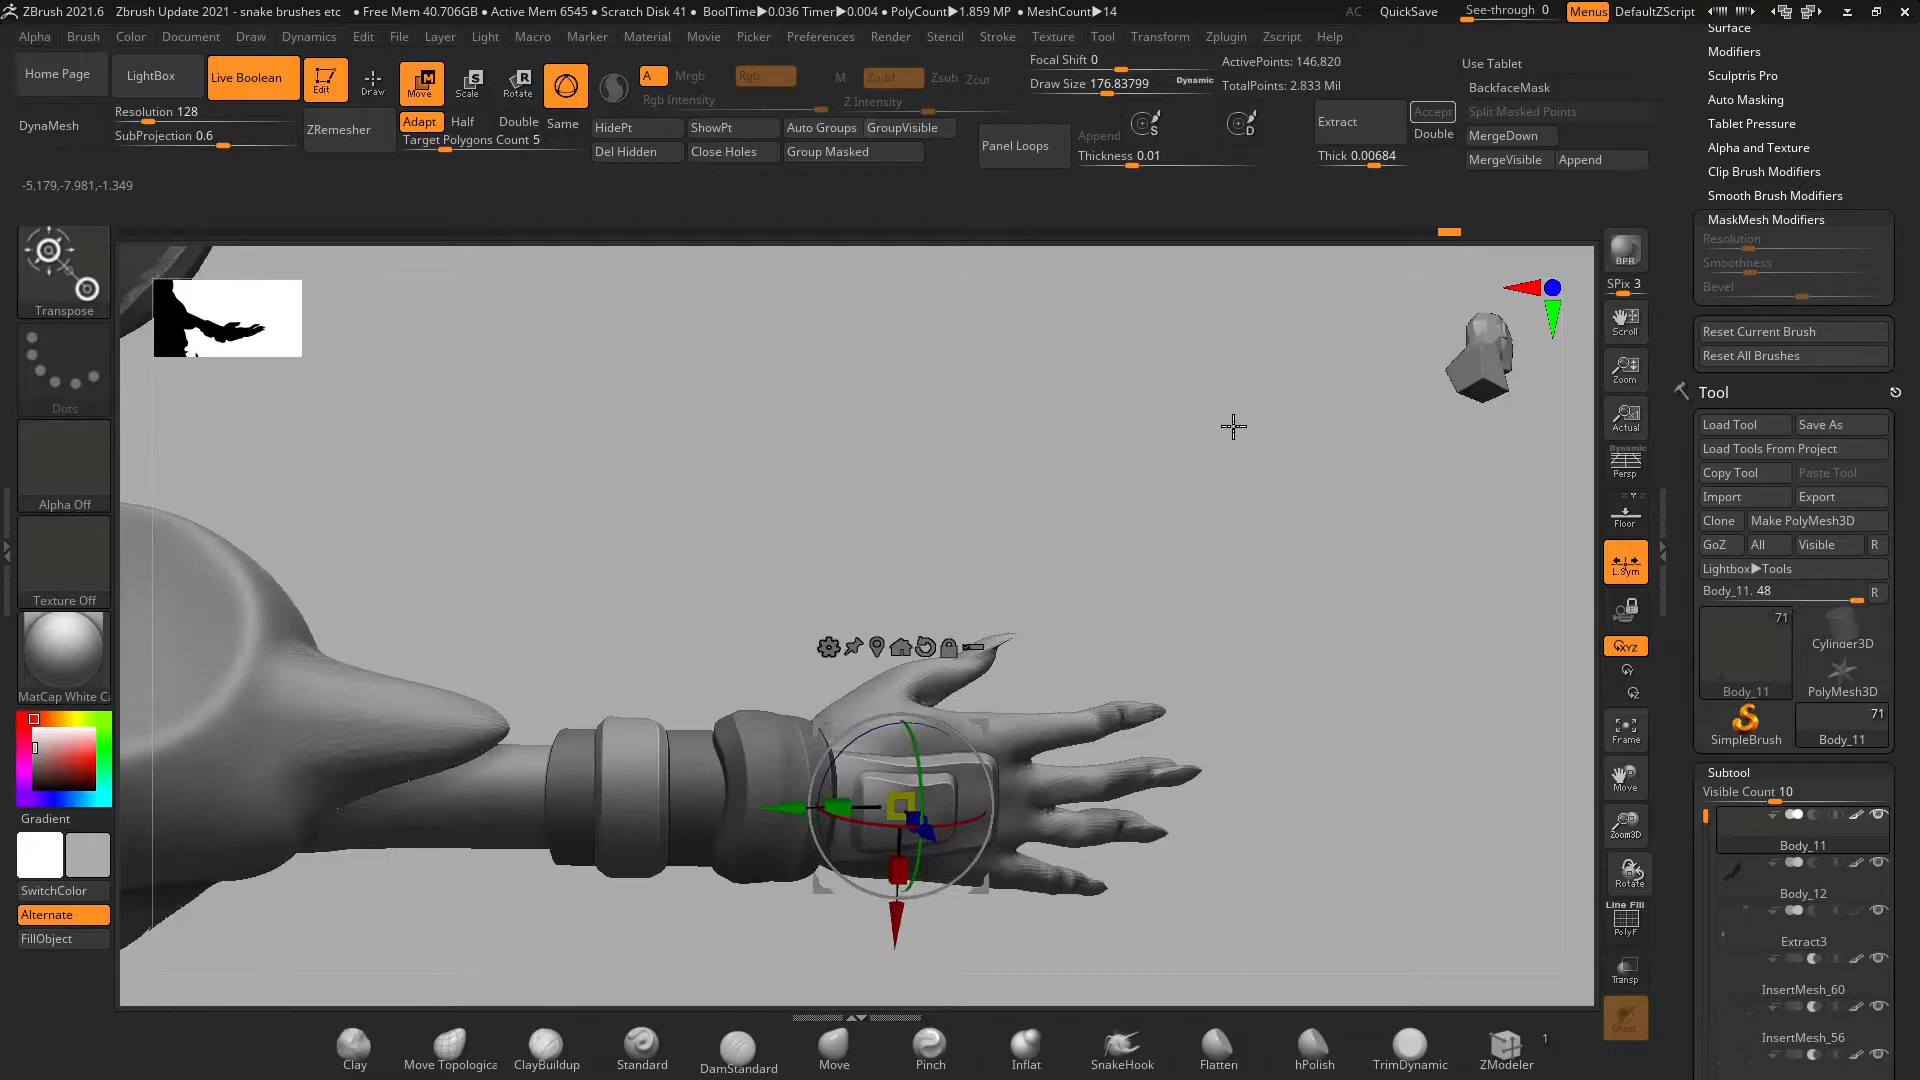 ZBrush 2021.6 ZBrush Update 2021 - snake brushes etc • Free Mem 40.706GB • Active Mem 6545 • Scratch Disk 41 • BoolTime▶0.036 Timer▶0.004 • PolyCount▶1.859 MP • MeshCount▶14 AC QuickSave See-through 0 Menus DefaultZScript
Alpha Brush Color Document Draw Dynamics Edit File Layer Light Macro Marker Material Movie Picker Preferences Render Stencil Stroke Texture Tool Transform Zplugin Zscript Help
Home Page LightBox Live Boolean Edit Draw Move Scale Rotate A Mrgb Rgb M Zadd Zsub Zcut
Rgb Intensity Z Intensity
Focal Shift 0 ActivePoints: 146,820
Draw Size 176.83799 Dynamic TotalPoints: 2.833 Mil
Use Tablet
BackfaceMask
Split Masked Points
MergeDown
MergeVisible Append
DynaMesh Resolution 128
SubProjection 0.6
ZRemesher Adapt Half Double Same
Target Polygons Count 5
HidePt ShowPt Auto Groups GroupVisible
Del Hidden Close Holes Group Masked
Panel Loops Append S D
Thickness 0.01
Extract Accept
Double
Thick 0.00684
-5.179,-7.981,-1.349
Transpose
Dots
Alpha Off
Texture Off
MatCap White C
Gradient
SwitchColor
Alternate
FillObject
BPR
SPix 3
Scroll
Zoom
Actual
Dynamic
Persp
Floor
L.Sym
XYZ
Y
Z
Frame
Move
Zoom3D
Rotate
Line Fill
PolyF
Transp
Ghost
Surface
Modifiers
Sculptris Pro
Auto Masking
Tablet Pressure
Alpha and Texture
Clip Brush Modifiers
Smooth Brush Modifiers
MaskMesh Modifiers
Resolution
Smoothness
Bevel
Reset Current Brush
Reset All Brushes
Tool
Load Tool Save As
Load Tools From Project
Copy Tool Paste Tool
Import Export
Clone Make PolyMesh3D
GoZ All Visible R
Lightbox▶Tools
Body_11. 48 R
71
Body_11 Cylinder3D
PolyMesh3D
SimpleBrush 71
Body_11
Subtool
Visible Count 10
Body_11
Body_12
Extract3
InsertMesh_60
InsertMesh_56
Clay Move Topologica ClayBuildup Standard DamStandard Move Pinch Inflat SnakeHook Flatten hPolish TrimDynamic ZModeler 1